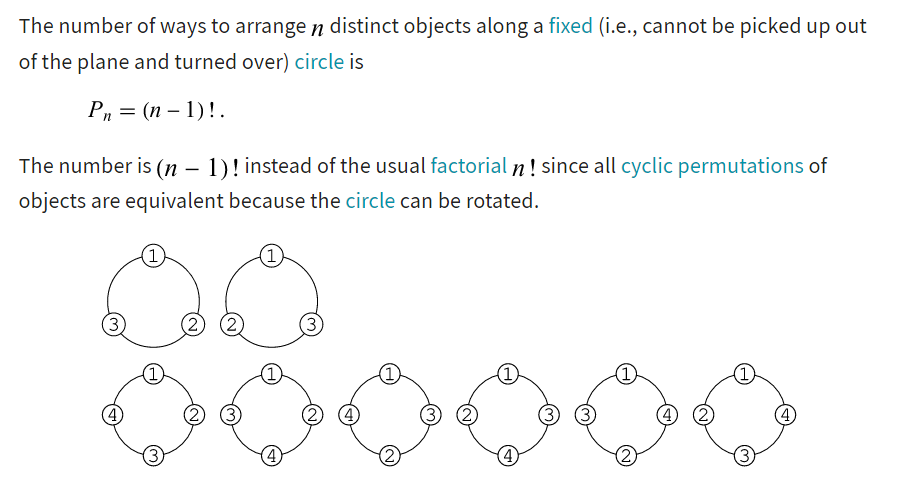 The number of ways to arrange n distinct objects along a fixed (i.e., cannot be picked up out
of the plane and turned over) circle is
P_n = (n – 1)! .
The number is (n – 1)! instead of the usual factorial n! since all cyclic permutations of
objects are equivalent because the circle can be rotated.
1 1
3 2 2 3
1 1 1 1 1 1
4 2 3 2 4 3 2 3 3 4 2 4
3 4 2 4 2 3